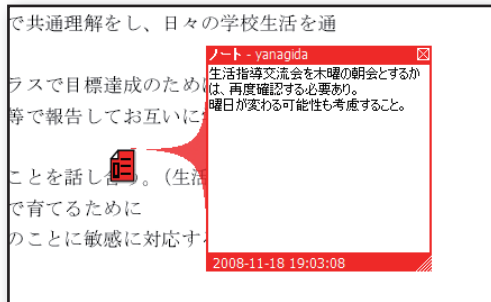 で共通理解をし、日々の学校生活を通
ラスで目標達成のため
等で報告してお互いに
ことを話し合う。（生活
で育てるために
のことに敏感に対応す
ノート - yanagida
生活指導交流会を木曜の朝会とするか
は、再度確認する必要あり。
曜日が変わる可能性も考慮すること。
2008-11-18 19:03:08